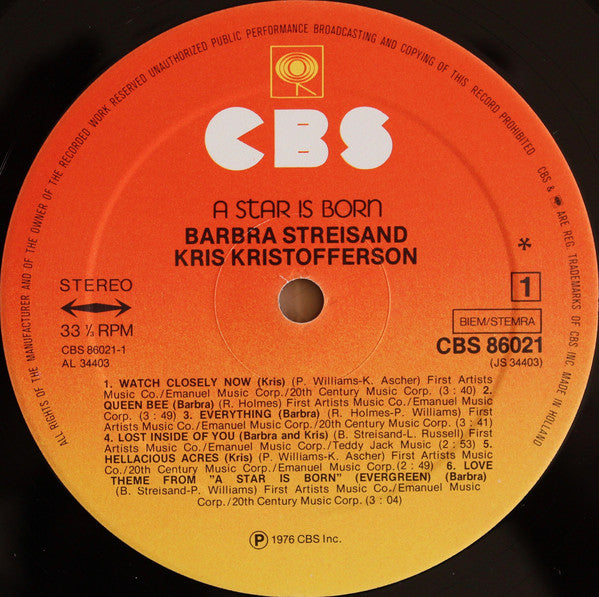 ALL RIGHTS OF THE MANUFACTURER AND OF THE OWNER OF THE RECORDED WORK RESERVED UNAUTHORIZED PUBLIC PERFORMANCE BROADCASTING AND COPYING OF THIS RECORD PROHIBITED
CBS & ARE REG. TRADEMARKS OF CBS INC MADE IN HOLLAND
CBS
A STAR IS BORN
BARBRA STREISAND
KRIS KRISTOFFERSON
*
STEREO
33 ⅓ RPM
CBS 86021-1
AL 34403
1
BIEM/STEMRA
CBS 86021
(JS 34403)
1. WATCH CLOSELY NOW (Kris) (P. Williams-K. Ascher) First Artists
Music Co./Emanuel Music Corp./20th Century Music Corp. (3 : 40) 2.
QUEEN BEE (Barbra) (R. Holmes) First Artists Music Co./Emanuel Music
Corp. (3 : 49) 3. EVERYTHING (Barbra) (R. Holmes-P. Williams) First
Artists Music Co./20th Century Music Corp./Emanuel Music Corp. (3 : 41)
4. LOST INSIDE OF YOU (Barbra and Kris) (B. Streisand-L. Russell) First
Artists Music Co./Emanuel Music Corp./Teddy Jack Music (2 : 53) 5.
HELLACIOUS ACRES (Kris) (P. Williams-K. Ascher) First Artists Music
Co./20th Century Music Corp./Emanuel Music Corp. (2 : 49) 6. LOVE
THEME FROM "A STAR IS BORN" (EVERGREEN) (Barbra)
(B. Streisand-P. Williams) First Artists Music Co./Emanuel Music
Corp./20th Century Music Corp. (3 : 04)
Ⓟ 1976 CBS Inc.